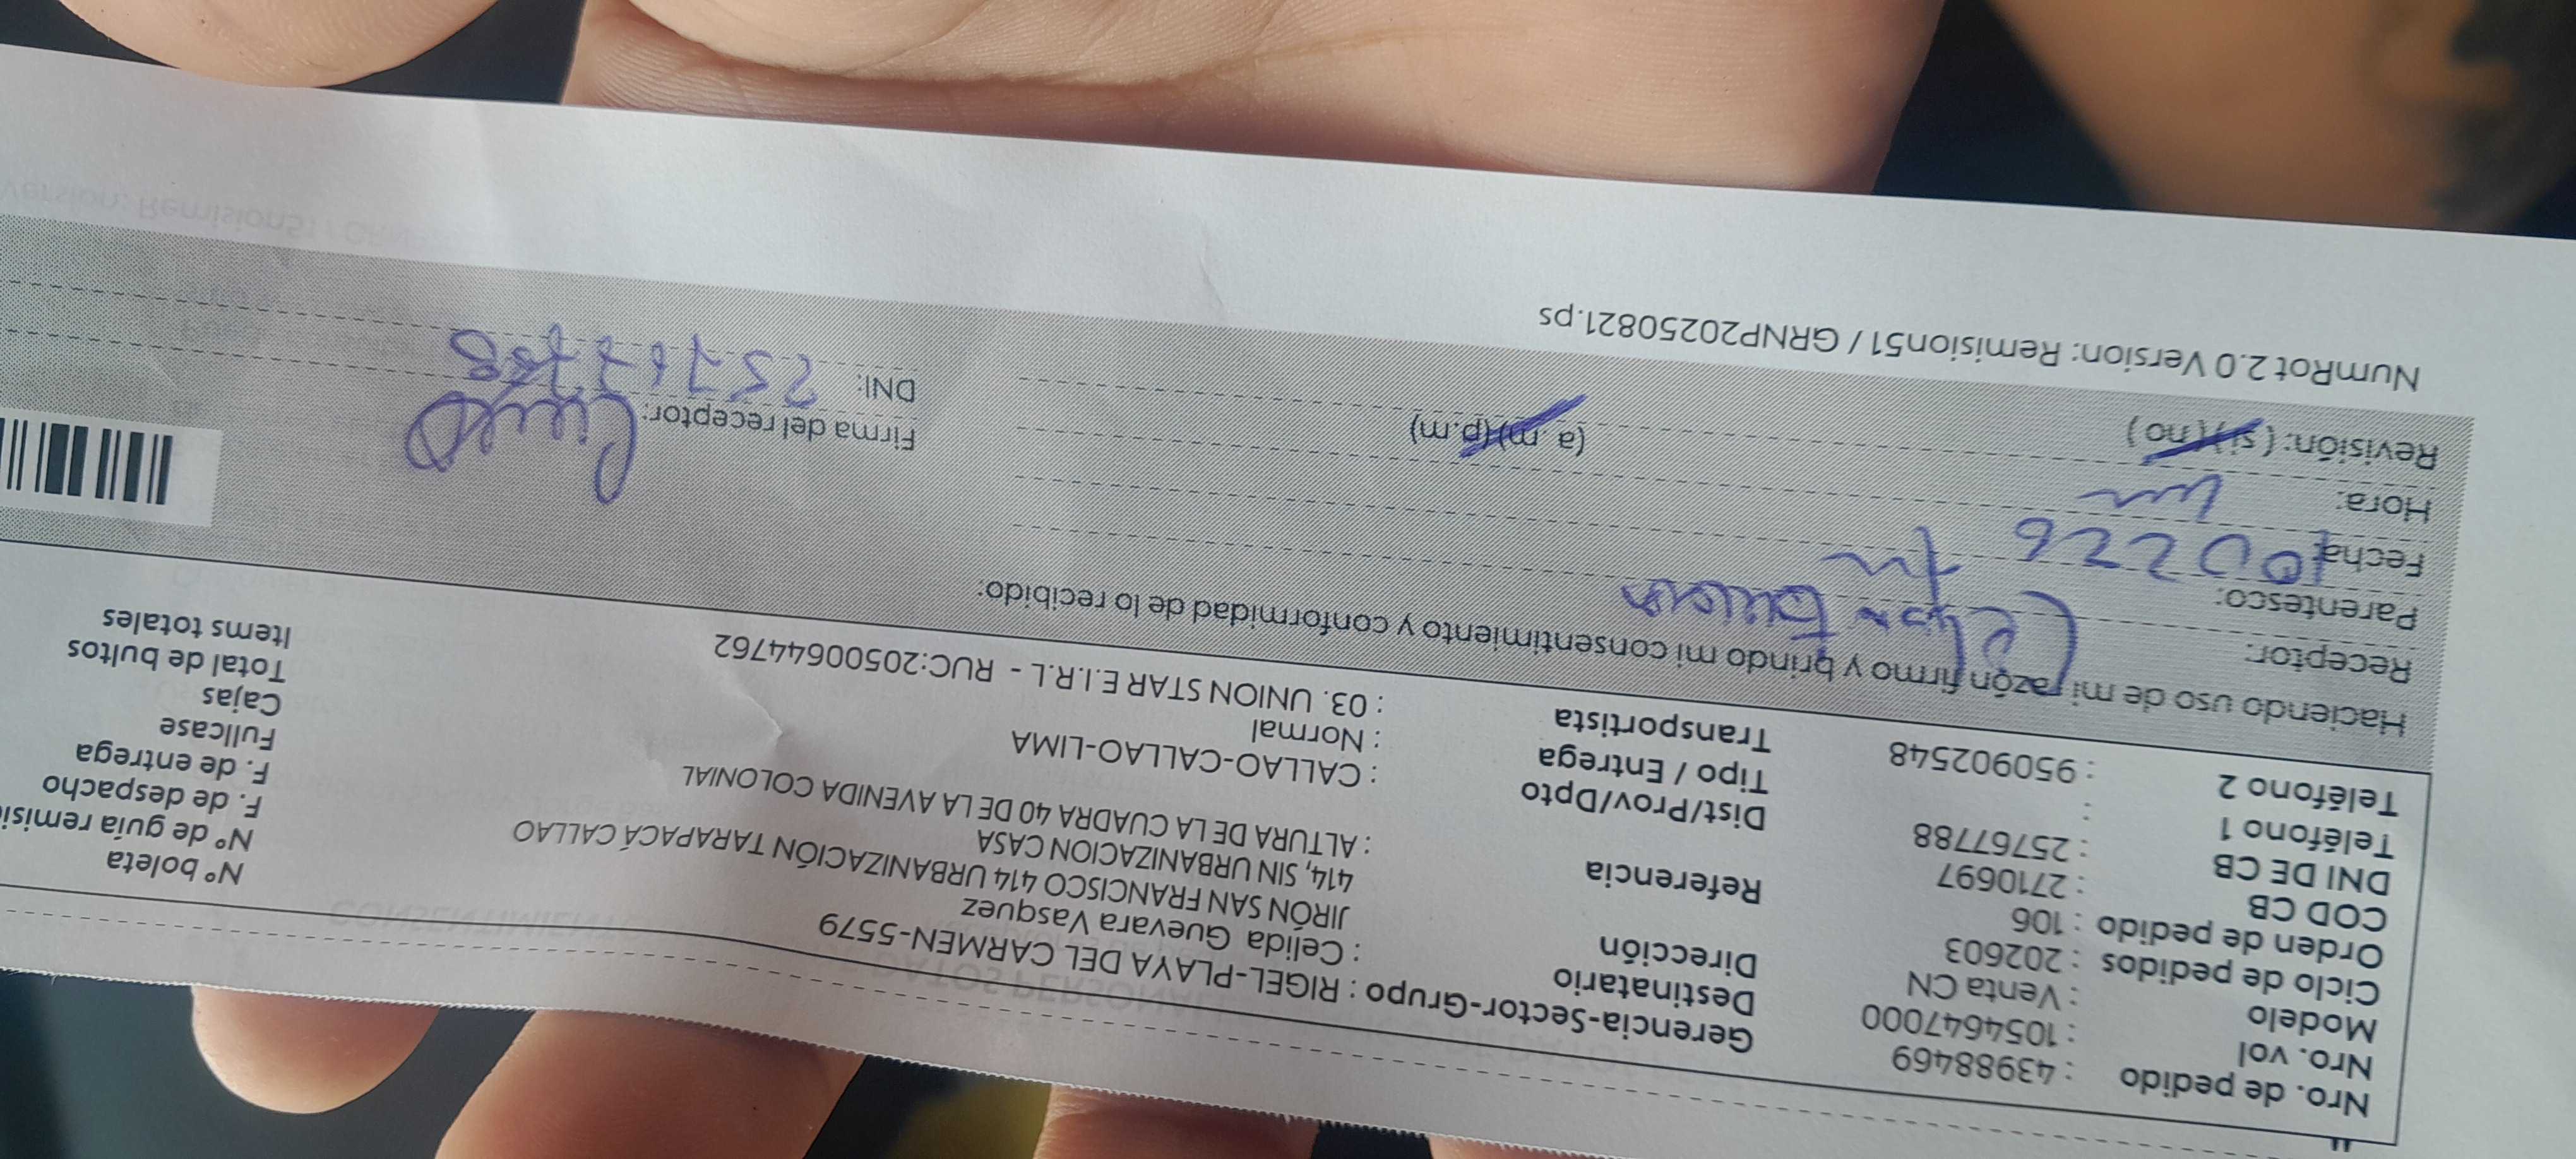 Nro. de pedido : 43988469
Nro. vol : 1054647000
Modelo : Venta CN
Ciclo de pedidos : 202603
Orden de pedido : 106
COD CB : 2710697
DNI DE CB : 25767788
Teléfono 1 :
Teléfono 2 : 950902548
Gerencia-Sector-Grupo : RIGEL-PLAYA DEL CARMEN-5579
Destinatario : Celida Guevara Vasquez
Dirección JIRÓN SAN FRANCISCO 414 URBANIZACIÓN TARAPACÁ CALLAO
414, SIN URBANIZACION CASA
Referencia : ALTURA DE LA CUADRA 40 DE LA AVENIDA COLONIAL
Dist/Prov/Dpto : CALLAO-CALLAO-LIMA
Tipo / Entrega : Normal
Transportista : 03. UNION STAR E.I.R.L - RUC:20500644762
Nº boleta
Nº de guía remisi
F. de despacho
F. de entrega
Fullcase
Cajas
Total de bultos
Items totales
Haciendo uso de mi razón firmo y brindo mi consentimiento y conformidad de lo recibido:
Receptor:
Parentesco:
Fecha: 100226
Hora: (a.m)(p.m)
Revisión: (si)(no)
Firma del receptor:
DNI: 25767788
NumRot 2.0 Version: Remision51 / GRNP20250821.ps